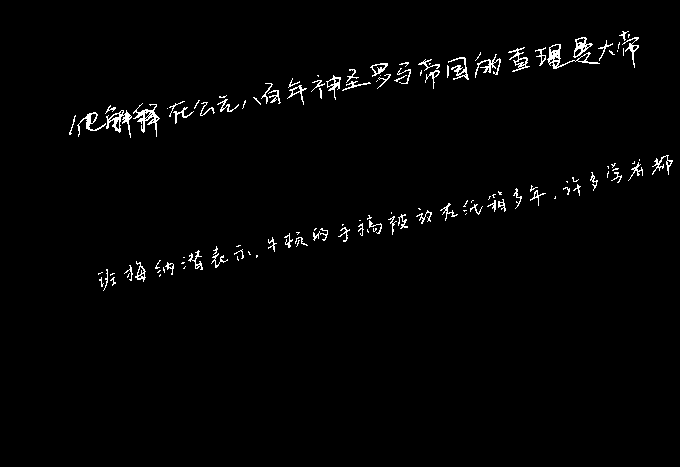 他解释在公元八百年神圣罗马帝国的查理曼大帝
班梅纳潜表示，牛顿的手稿被放在纸箱多年，许多学者都